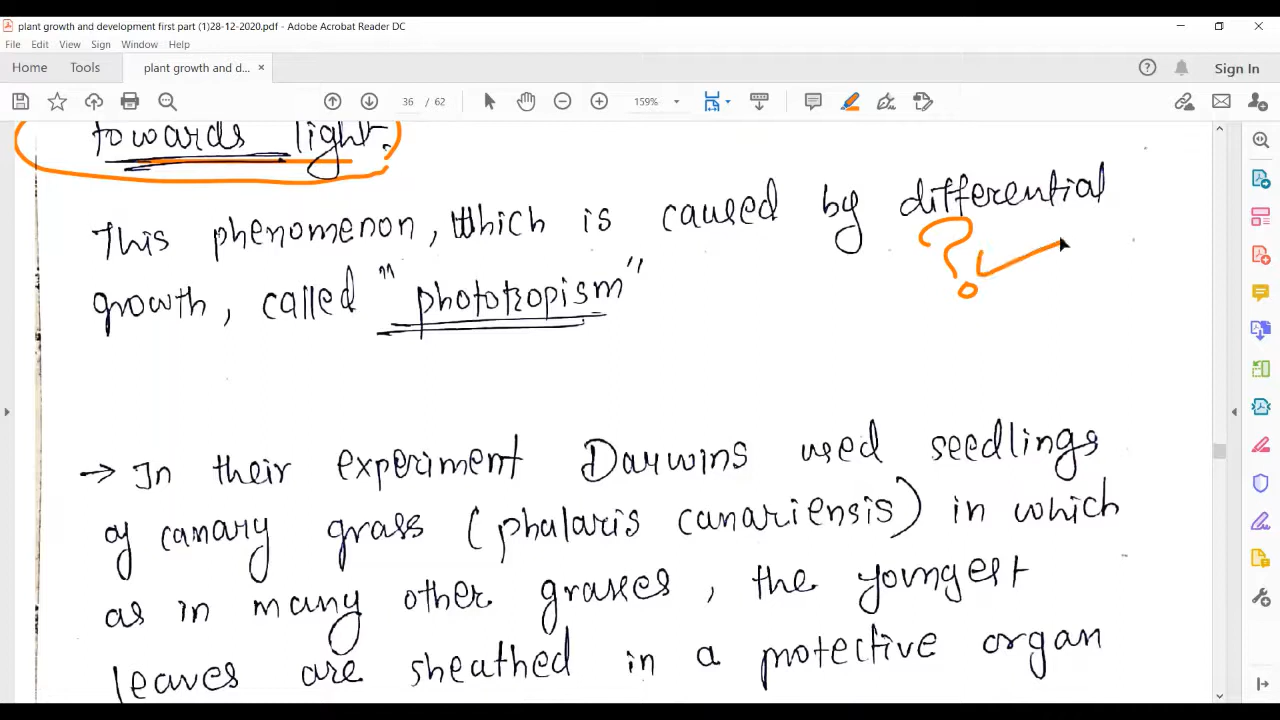 plant growth and development first part (1)28-12-2020.pdf - Adobe Acrobat Reader DC
File Edit View Sign Window Help
Home Tools plant growth and d... × Sign In
36 / 62 159%
towards light.
This phenomenon, which is caused by differential
?
growth, called "phototropism"
→ In their experiment Darwins used seedlings
of canary grass (phalaris canariensis) in which
as in many other grasses, the youngest
leaves are sheathed in a protective organ